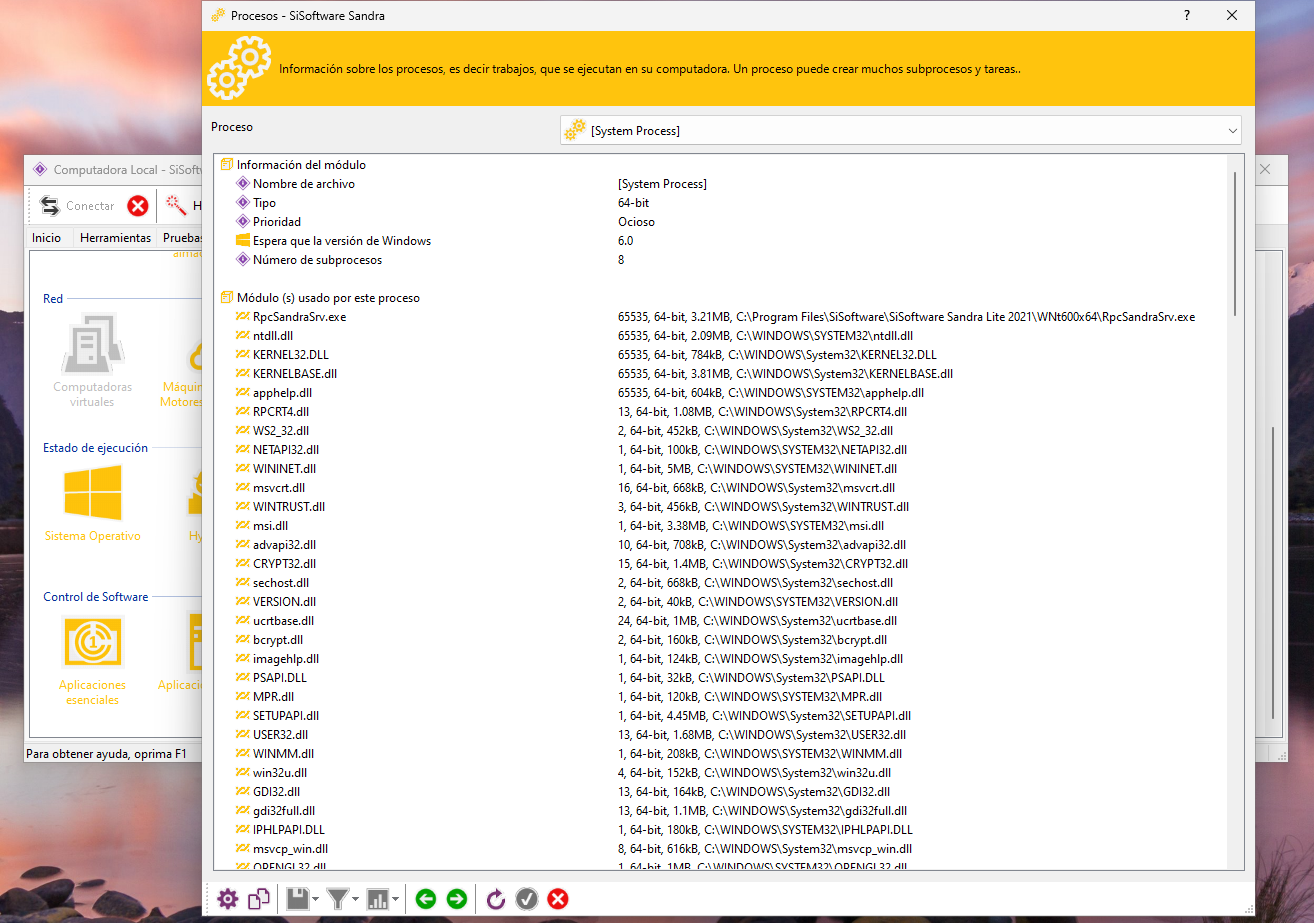 Procesos - SiSoftware Sandra
?
Información sobre los procesos, es decir trabajos, que se ejecutan en su computadora. Un proceso puede crear muchos subprocesos y tareas..
Proceso
[System Process]
Información del módulo
Nombre de archivo [System Process]
Tipo 64-bit
Prioridad Ocioso
Espera que la versión de Windows 6.0
Número de subprocesos 8
Módulo (s) usado por este proceso
RpcSandraSrv.exe 65535, 64-bit, 3.21MB, C:\Program Files\SiSoftware\SiSoftware Sandra Lite 2021\WNt600x64\RpcSandraSrv.exe
ntdll.dll 65535, 64-bit, 2.09MB, C:\WINDOWS\SYSTEM32\ntdll.dll
KERNEL32.DLL 65535, 64-bit, 784kB, C:\WINDOWS\System32\KERNEL32.DLL
KERNELBASE.dll 65535, 64-bit, 3.81MB, C:\WINDOWS\System32\KERNELBASE.dll
apphelp.dll 65535, 64-bit, 604kB, C:\WINDOWS\SYSTEM32\apphelp.dll
RPCRT4.dll 13, 64-bit, 1.08MB, C:\WINDOWS\System32\RPCRT4.dll
WS2_32.dll 2, 64-bit, 452kB, C:\WINDOWS\System32\WS2_32.dll
NETAPI32.dll 1, 64-bit, 100kB, C:\WINDOWS\SYSTEM32\NETAPI32.dll
WININET.dll 1, 64-bit, 5MB, C:\WINDOWS\SYSTEM32\WININET.dll
msvcrt.dll 16, 64-bit, 668kB, C:\WINDOWS\System32\msvcrt.dll
WINTRUST.dll 3, 64-bit, 456kB, C:\WINDOWS\System32\WINTRUST.dll
msi.dll 1, 64-bit, 3.38MB, C:\WINDOWS\SYSTEM32\msi.dll
advapi32.dll 10, 64-bit, 708kB, C:\WINDOWS\System32\advapi32.dll
CRYPT32.dll 15, 64-bit, 1.4MB, C:\WINDOWS\System32\CRYPT32.dll
sechost.dll 2, 64-bit, 668kB, C:\WINDOWS\System32\sechost.dll
VERSION.dll 2, 64-bit, 40kB, C:\WINDOWS\SYSTEM32\VERSION.dll
ucrtbase.dll 24, 64-bit, 1MB, C:\WINDOWS\System32\ucrtbase.dll
bcrypt.dll 2, 64-bit, 160kB, C:\WINDOWS\System32\bcrypt.dll
imagehlp.dll 1, 64-bit, 124kB, C:\WINDOWS\System32\imagehlp.dll
PSAPI.DLL 1, 64-bit, 32kB, C:\WINDOWS\System32\PSAPI.DLL
MPR.dll 1, 64-bit, 120kB, C:\WINDOWS\SYSTEM32\MPR.dll
SETUPAPI.dll 1, 64-bit, 4.45MB, C:\WINDOWS\System32\SETUPAPI.dll
USER32.dll 13, 64-bit, 1.68MB, C:\WINDOWS\System32\USER32.dll
WINMM.dll 1, 64-bit, 208kB, C:\WINDOWS\SYSTEM32\WINMM.dll
win32u.dll 4, 64-bit, 152kB, C:\WINDOWS\System32\win32u.dll
GDI32.dll 13, 64-bit, 164kB, C:\WINDOWS\System32\GDI32.dll
gdi32full.dll 13, 64-bit, 1.1MB, C:\WINDOWS\System32\gdi32full.dll
IPHLPAPI.DLL 1, 64-bit, 180kB, C:\WINDOWS\SYSTEM32\IPHLPAPI.DLL
msvcp_win.dll 8, 64-bit, 616kB, C:\WINDOWS\System32\msvcp_win.dll
OPENGL32.dll 1, 64-bit, 1MB, C:\WINDOWS\SYSTEM32\OPENGL32.dll
Computadora Local - SiSoftw
Conectar H
Inicio Herramientas Pruebas
almac
Red
Computadoras
virtuales
Máquin
Motores
Estado de ejecución
Sistema Operativo
Hy
Control de Software
1
Aplicaciones
esenciales
Aplicaci
Para obtener ayuda, oprima F1